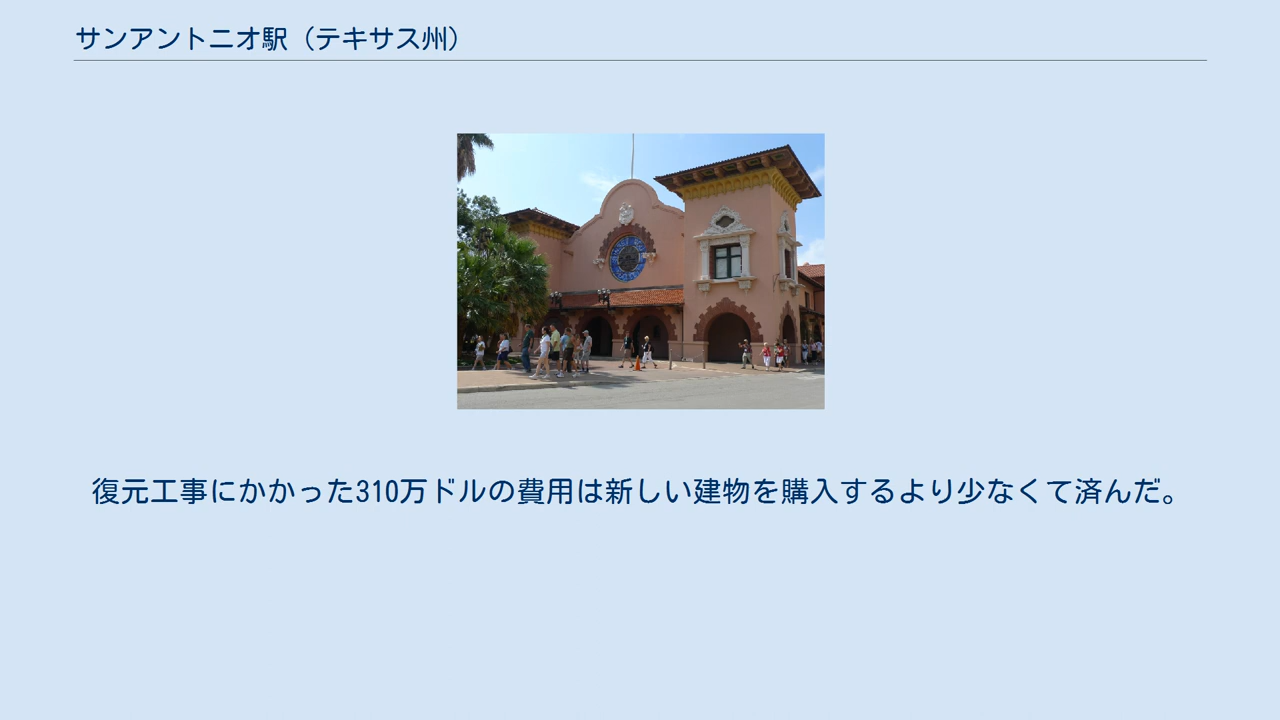 サンアントニオ駅（テキサス州）
復元工事にかかった310万ドルの費用は新しい建物を購入するより少なくて済んだ。